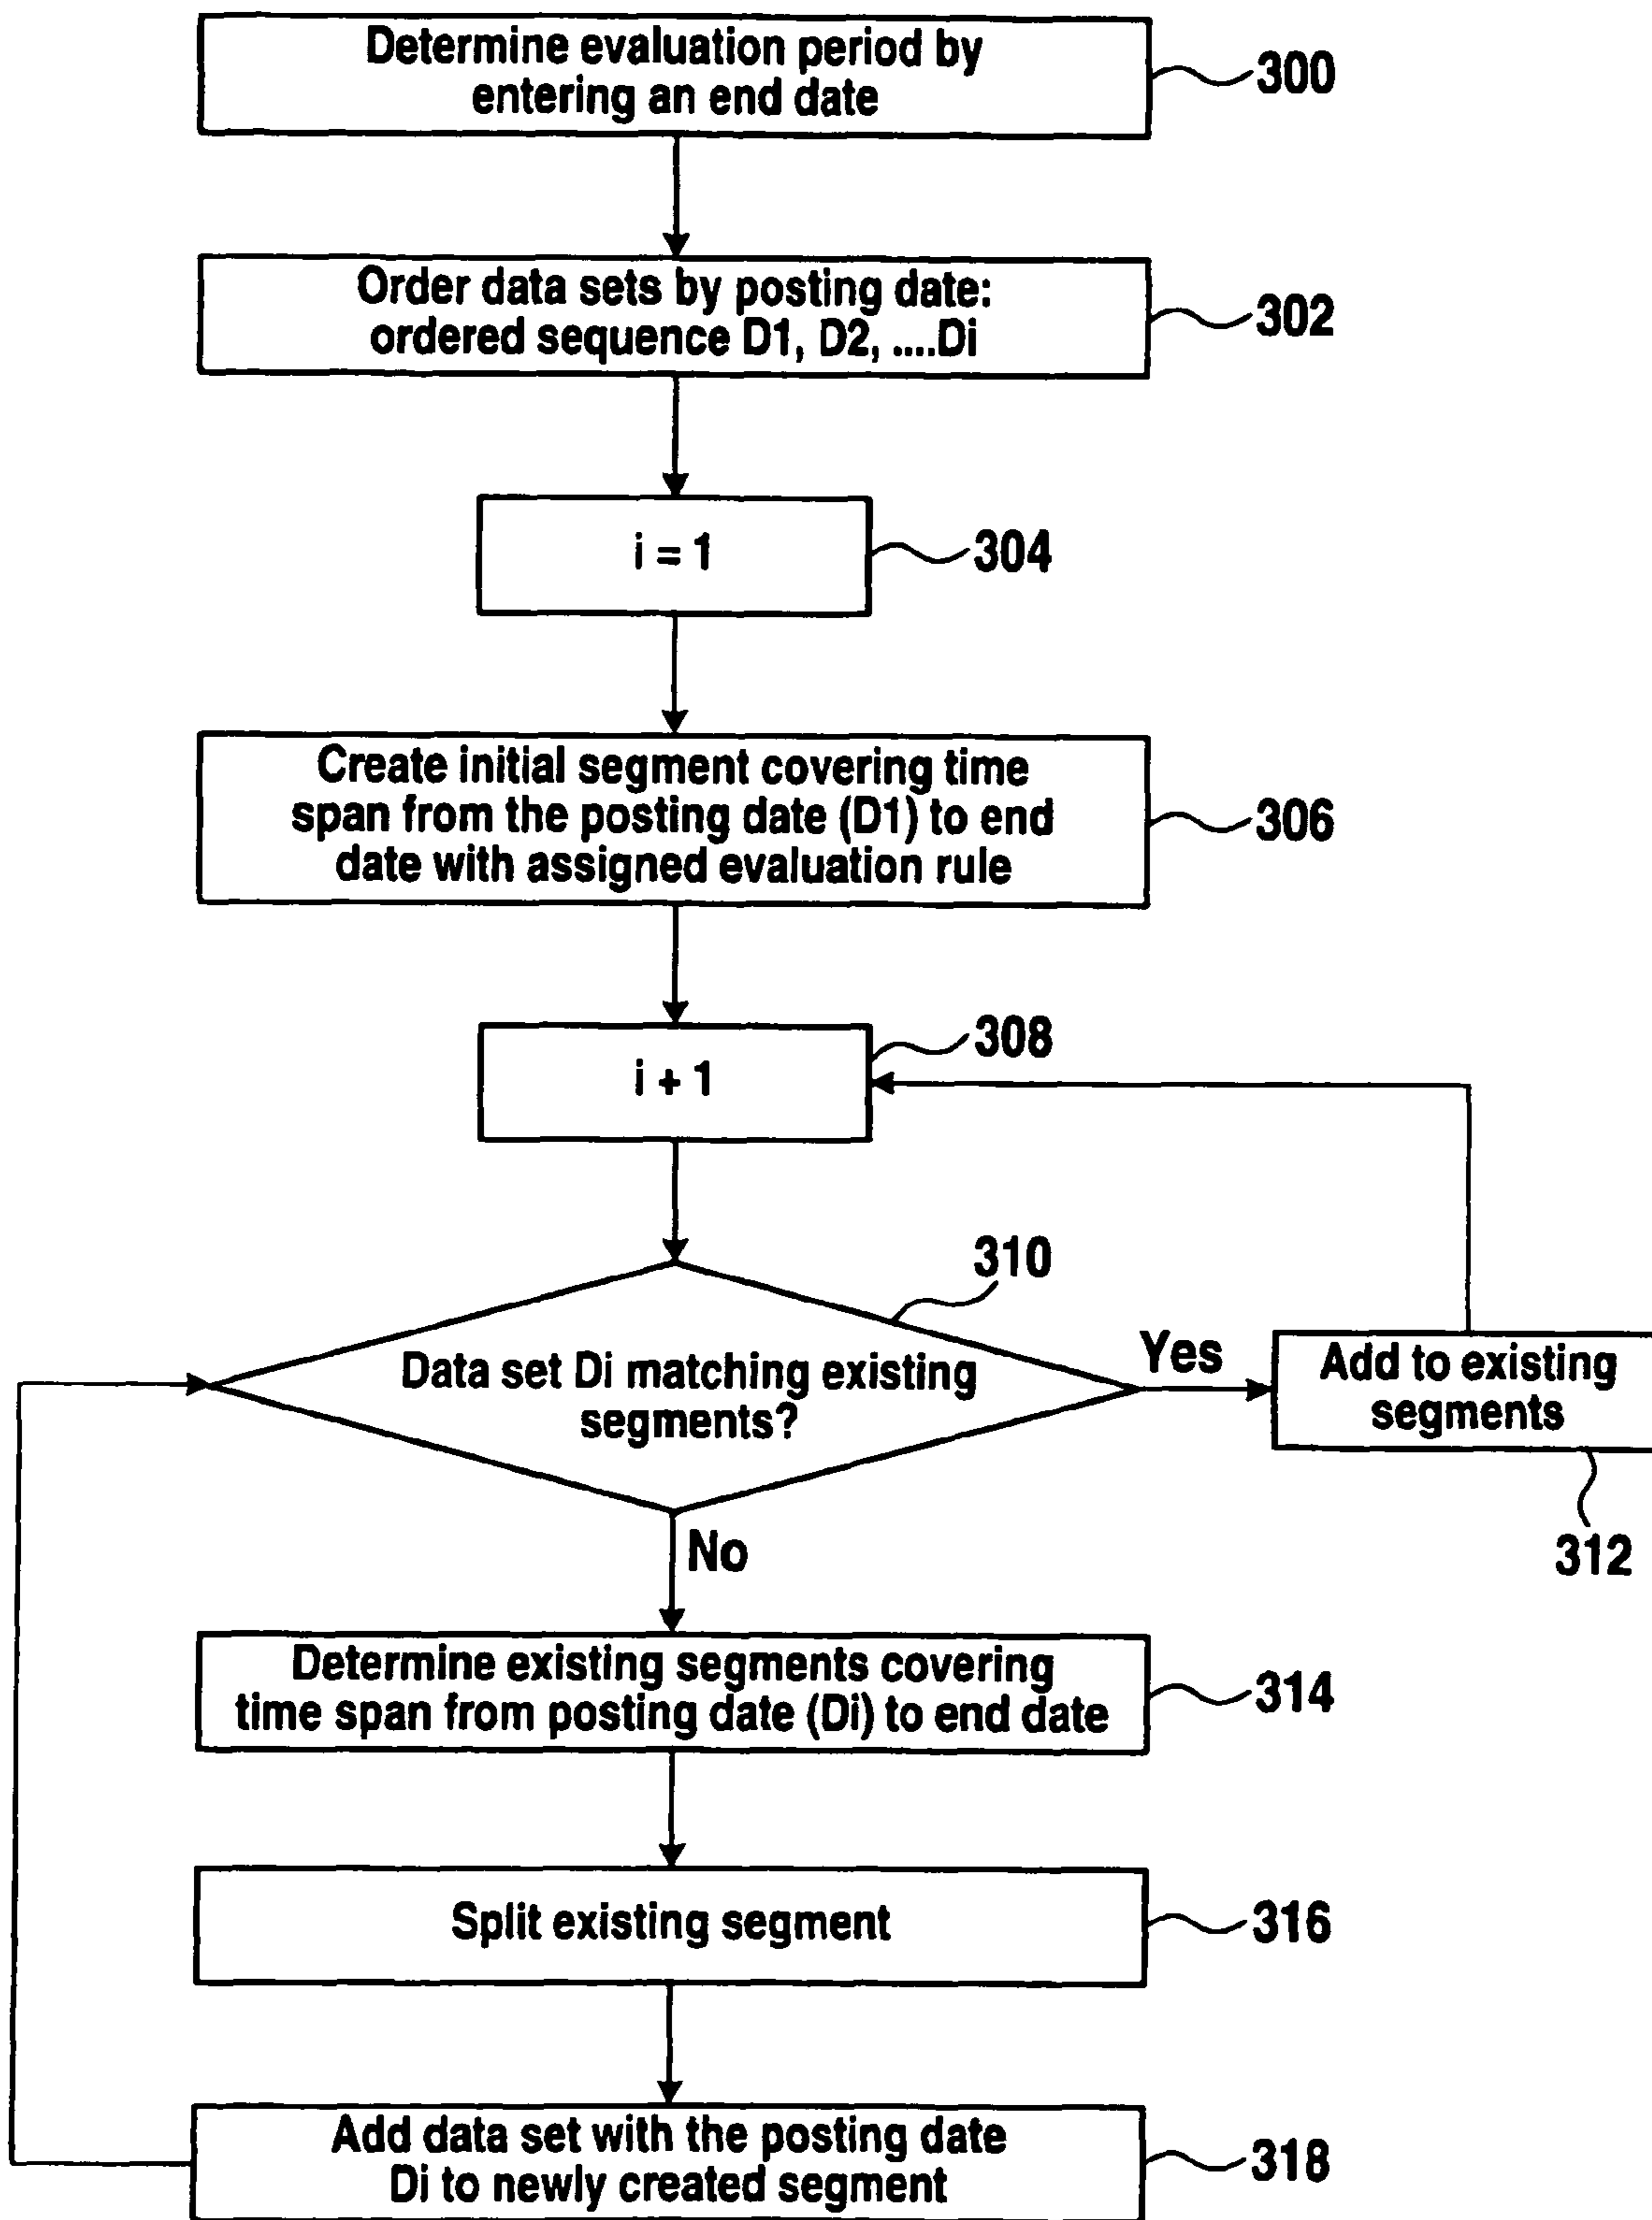 Determine evaluation period by
entering an end date
300
Order data sets by posting date:
ordered sequence D1, D2, ....Di
302
i = 1
304
Create initial segment covering time
span from the posting date (D1) to end
date with assigned evaluation rule
306
i + 1
308
310
Data set Di matching existing
segments?
Yes
Add to existing
segments
312
No
Determine existing segments covering
time span from posting date (Di) to end date
314
Split existing segment
316
Add data set with the posting date
Di to newly created segment
318